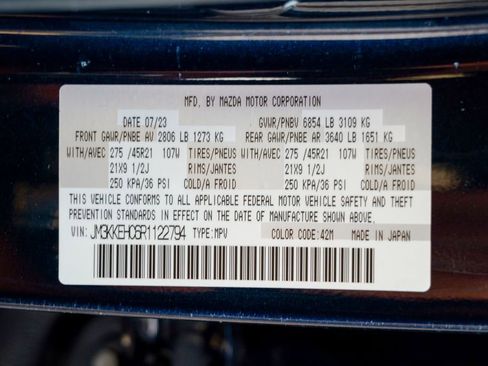 MFD. BY MAZDA MOTOR CORPORATION
DATE 07/23 GVWR/PNBV 6854 LB 3109 KG
FRONT GAWR/PNBE AV 2806 LB 1273 KG REAR GAWR/PNBE AR 3640 LB 1651 KG
WITH/AVEC 275 /45R21 107W TIRES/PNEUS WITH/AVEC 275 /45R21 107W TIRES/PNEUS
21X9 1/2J RIMS/JANTES 21X9 1/2J RIMS/JANTES
250 KPA/36 PSI COLD/A FROID 250 KPA/36 PSI COLD/A FROID
THIS VEHICLE CONFORMS TO ALL APPLICABLE FEDERAL MOTOR VEHICLE SAFETY AND THEFT
PREVENTION STANDARDS IN EFFECT ON THE DATE OF MANUFACTURE SHOWN ABOVE.
VIN: JM3KKEHC6R1122794 TYPE:MPV COLOR CODE:42M MADE IN JAPAN